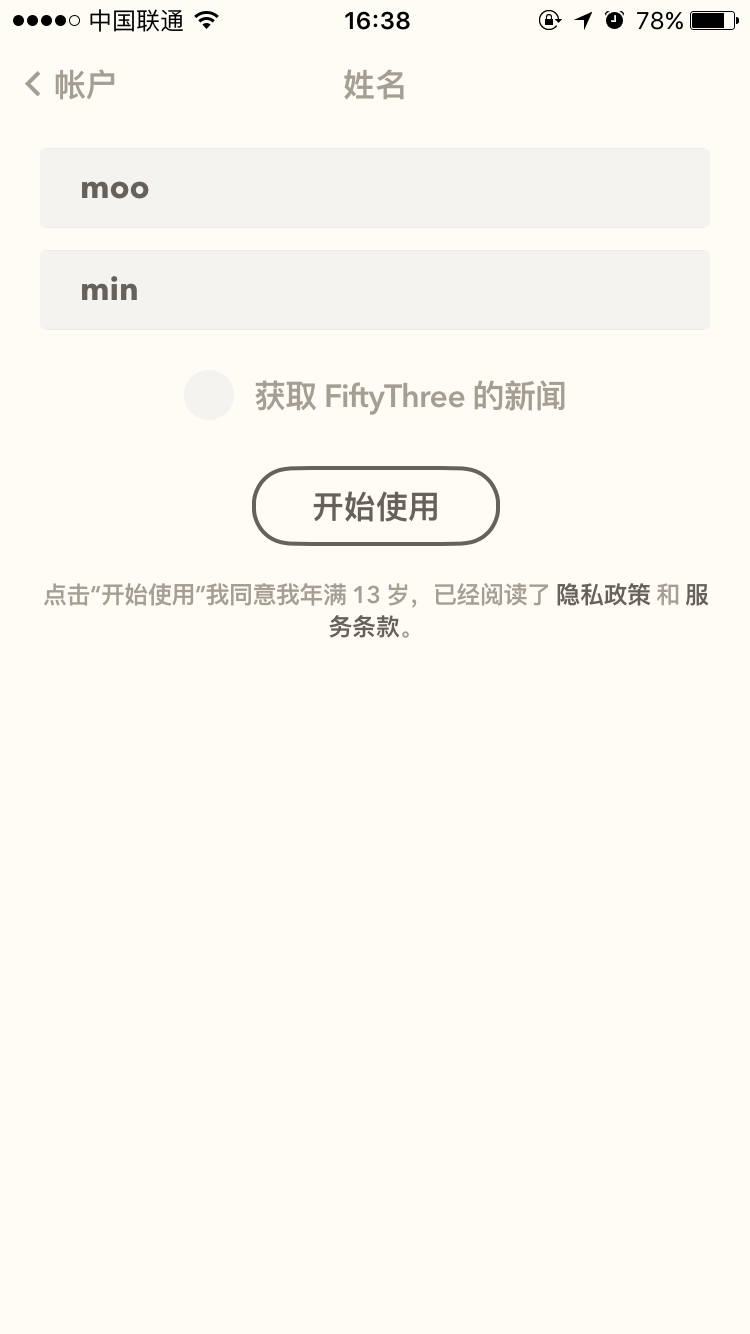 中国联通 16:38 78%
帐户 姓名
moo
min
获取 FiftyThree 的新闻
开始使用
点击“开始使用”我同意我年满 13 岁，已经阅读了 隐私政策 和 服
务条款。